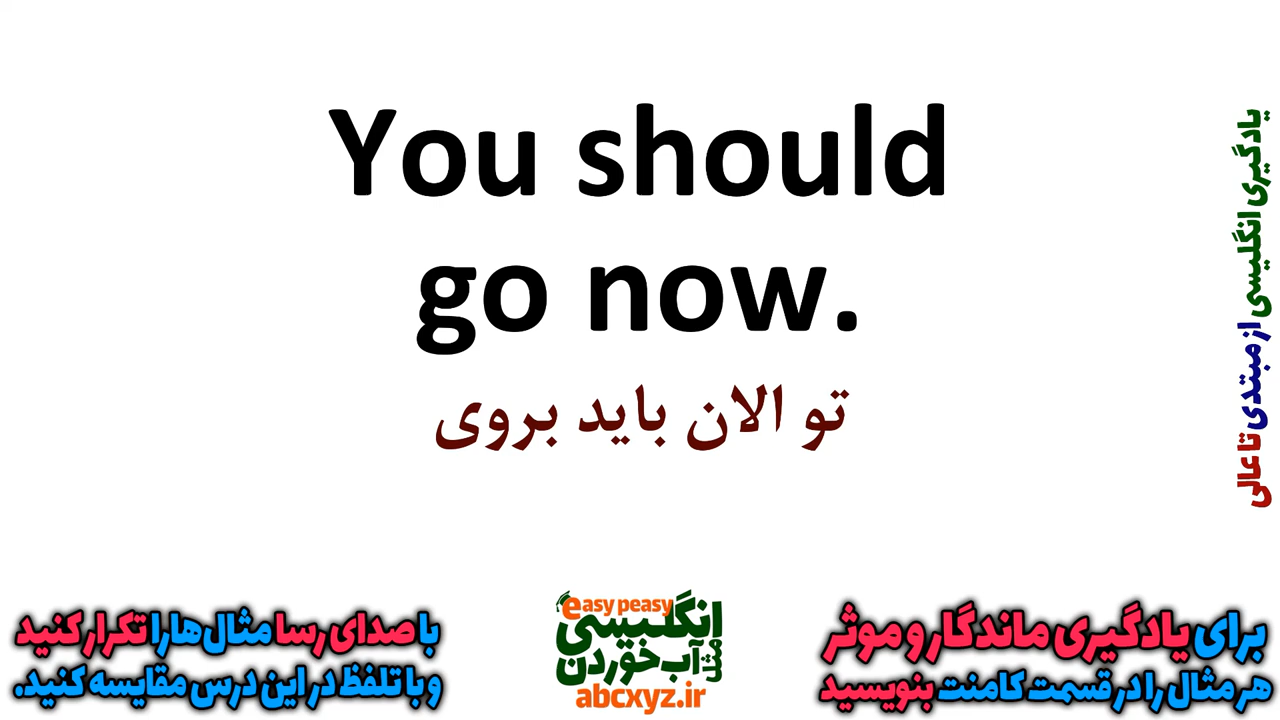 You should
go now.
تو الان باید بروی
یادگیری انگلیسی از مبتدی تا عالی
با صدای رسا مثال‌ها را تکرار کنید
و با تلفظ در این درس مقایسه کنید.
easy peasy
انگلیسی
مثل آب خوردن
abcxyz.ir
برای یادگیری ماندگار و موثر
هر مثال را در قسمت کامنت بنویسید